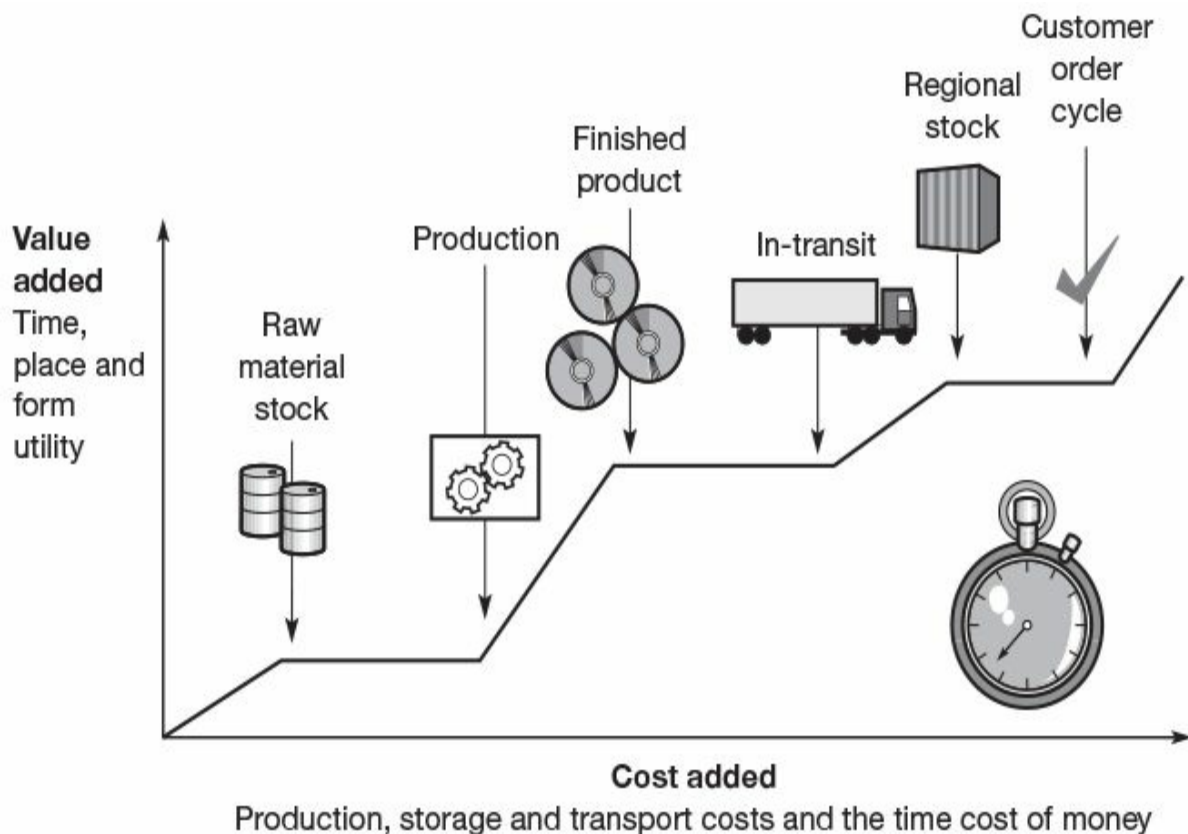 Customer
order
cycle
Regional
stock
Finished
product
Value
added
Time,
place and
form
utility
Production
In-transit
Raw
material
stock
Cost added
Production, storage and transport costs and the time cost of money